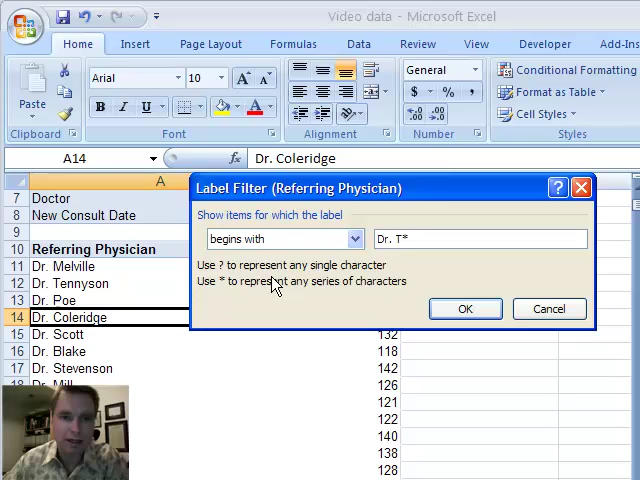 Video data - Microsoft Excel
Home Insert Page Layout Formulas Data Review View Developer Add-Ins
Paste
Arial 10
General
Conditional Formatting
Format as Table
Cell Styles
Clipboard Font Alignment Number Styles
A14 fx Dr. Coleridge
A
7 Doctor
8 New Consult Date
9
10 Referring Physician
11 Dr. Melville
12 Dr. Tennyson
13 Dr. Poe
14 Dr. Coleridge
15 Dr. Scott 132
16 Dr. Blake 118
17 Dr. Stevenson 142
18 Dr. Mill 126
121
122
140
138
128
Label Filter (Referring Physician)
Show items for which the label
begins with Dr. T*
Use ? to represent any single character
Use * to represent any series of characters
OK Cancel